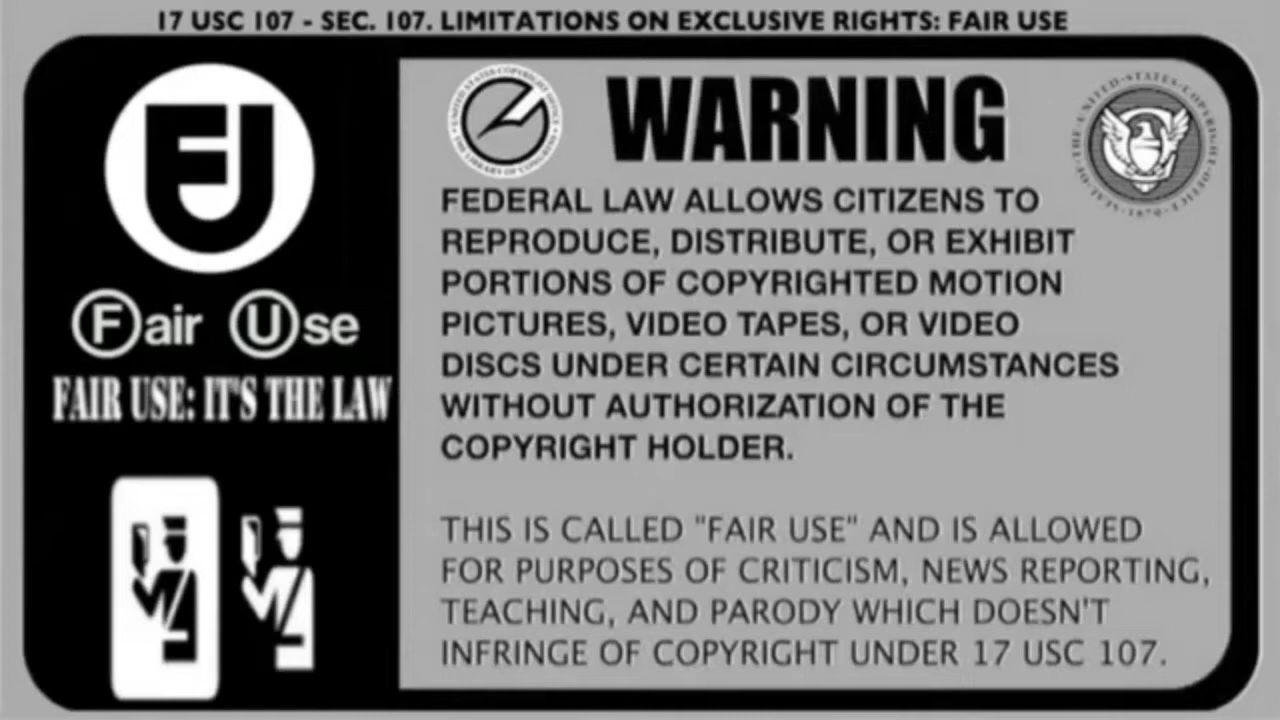 17 USC 107 - SEC. 107. LIMITATIONS ON EXCLUSIVE RIGHTS: FAIR USE
FU
Fair Use
FAIR USE: IT'S THE LAW
WARNING
FEDERAL LAW ALLOWS CITIZENS TO
REPRODUCE, DISTRIBUTE, OR EXHIBIT
PORTIONS OF COPYRIGHTED MOTION
PICTURES, VIDEO TAPES, OR VIDEO
DISCS UNDER CERTAIN CIRCUMSTANCES
WITHOUT AUTHORIZATION OF THE
COPYRIGHT HOLDER.
THIS IS CALLED "FAIR USE" AND IS ALLOWED
FOR PURPOSES OF CRITICISM, NEWS REPORTING,
TEACHING, AND PARODY WHICH DOESN'T
INFRINGE OF COPYRIGHT UNDER 17 USC 107.